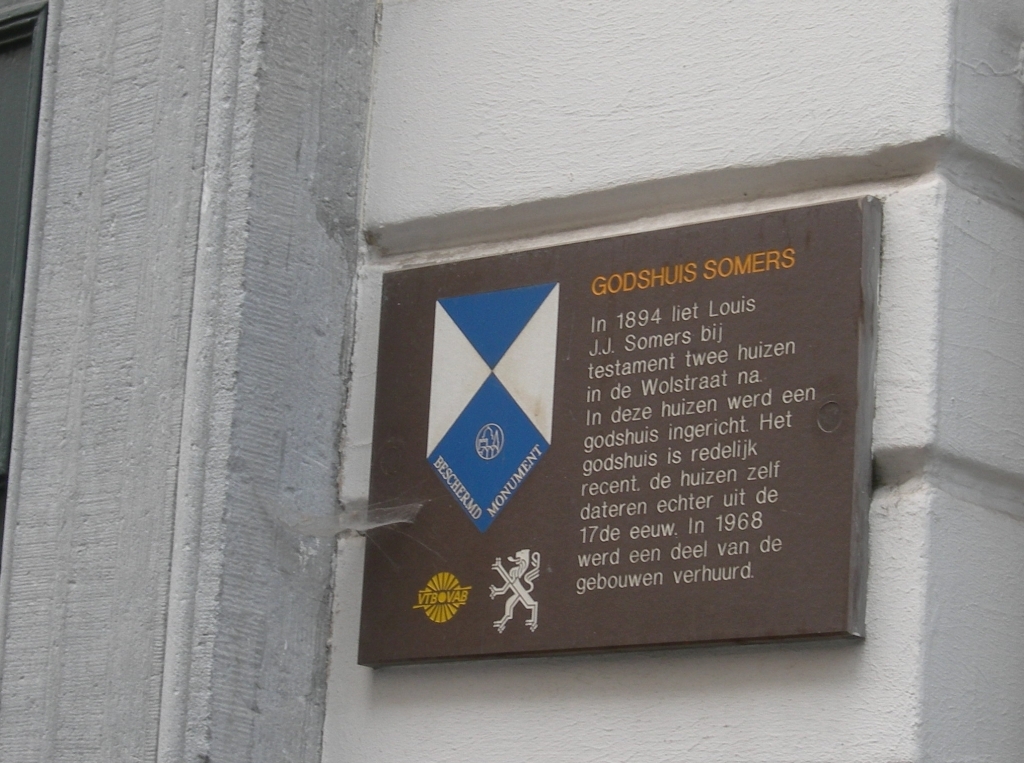 GODSHUIS SOMERS
In 1894 liet Louis
J.J. Somers bij
testament twee huizen
in de Wolstraat na.
In deze huizen werd een
godshuis ingericht. Het
godshuis is redelijk
recent. de huizen zelf
dateren echter uit de
17de eeuw. In 1968
werd een deel van de
gebouwen verhuurd.
BESCHERMD
MONUMENT
VTB VAB